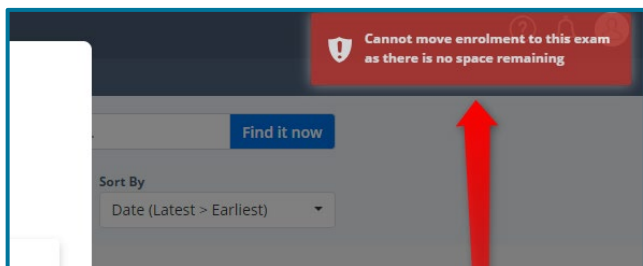 Cannot move enrolment to this exam
as there is no space remaining
Find it now
Sort By
Date (Latest > Earliest)